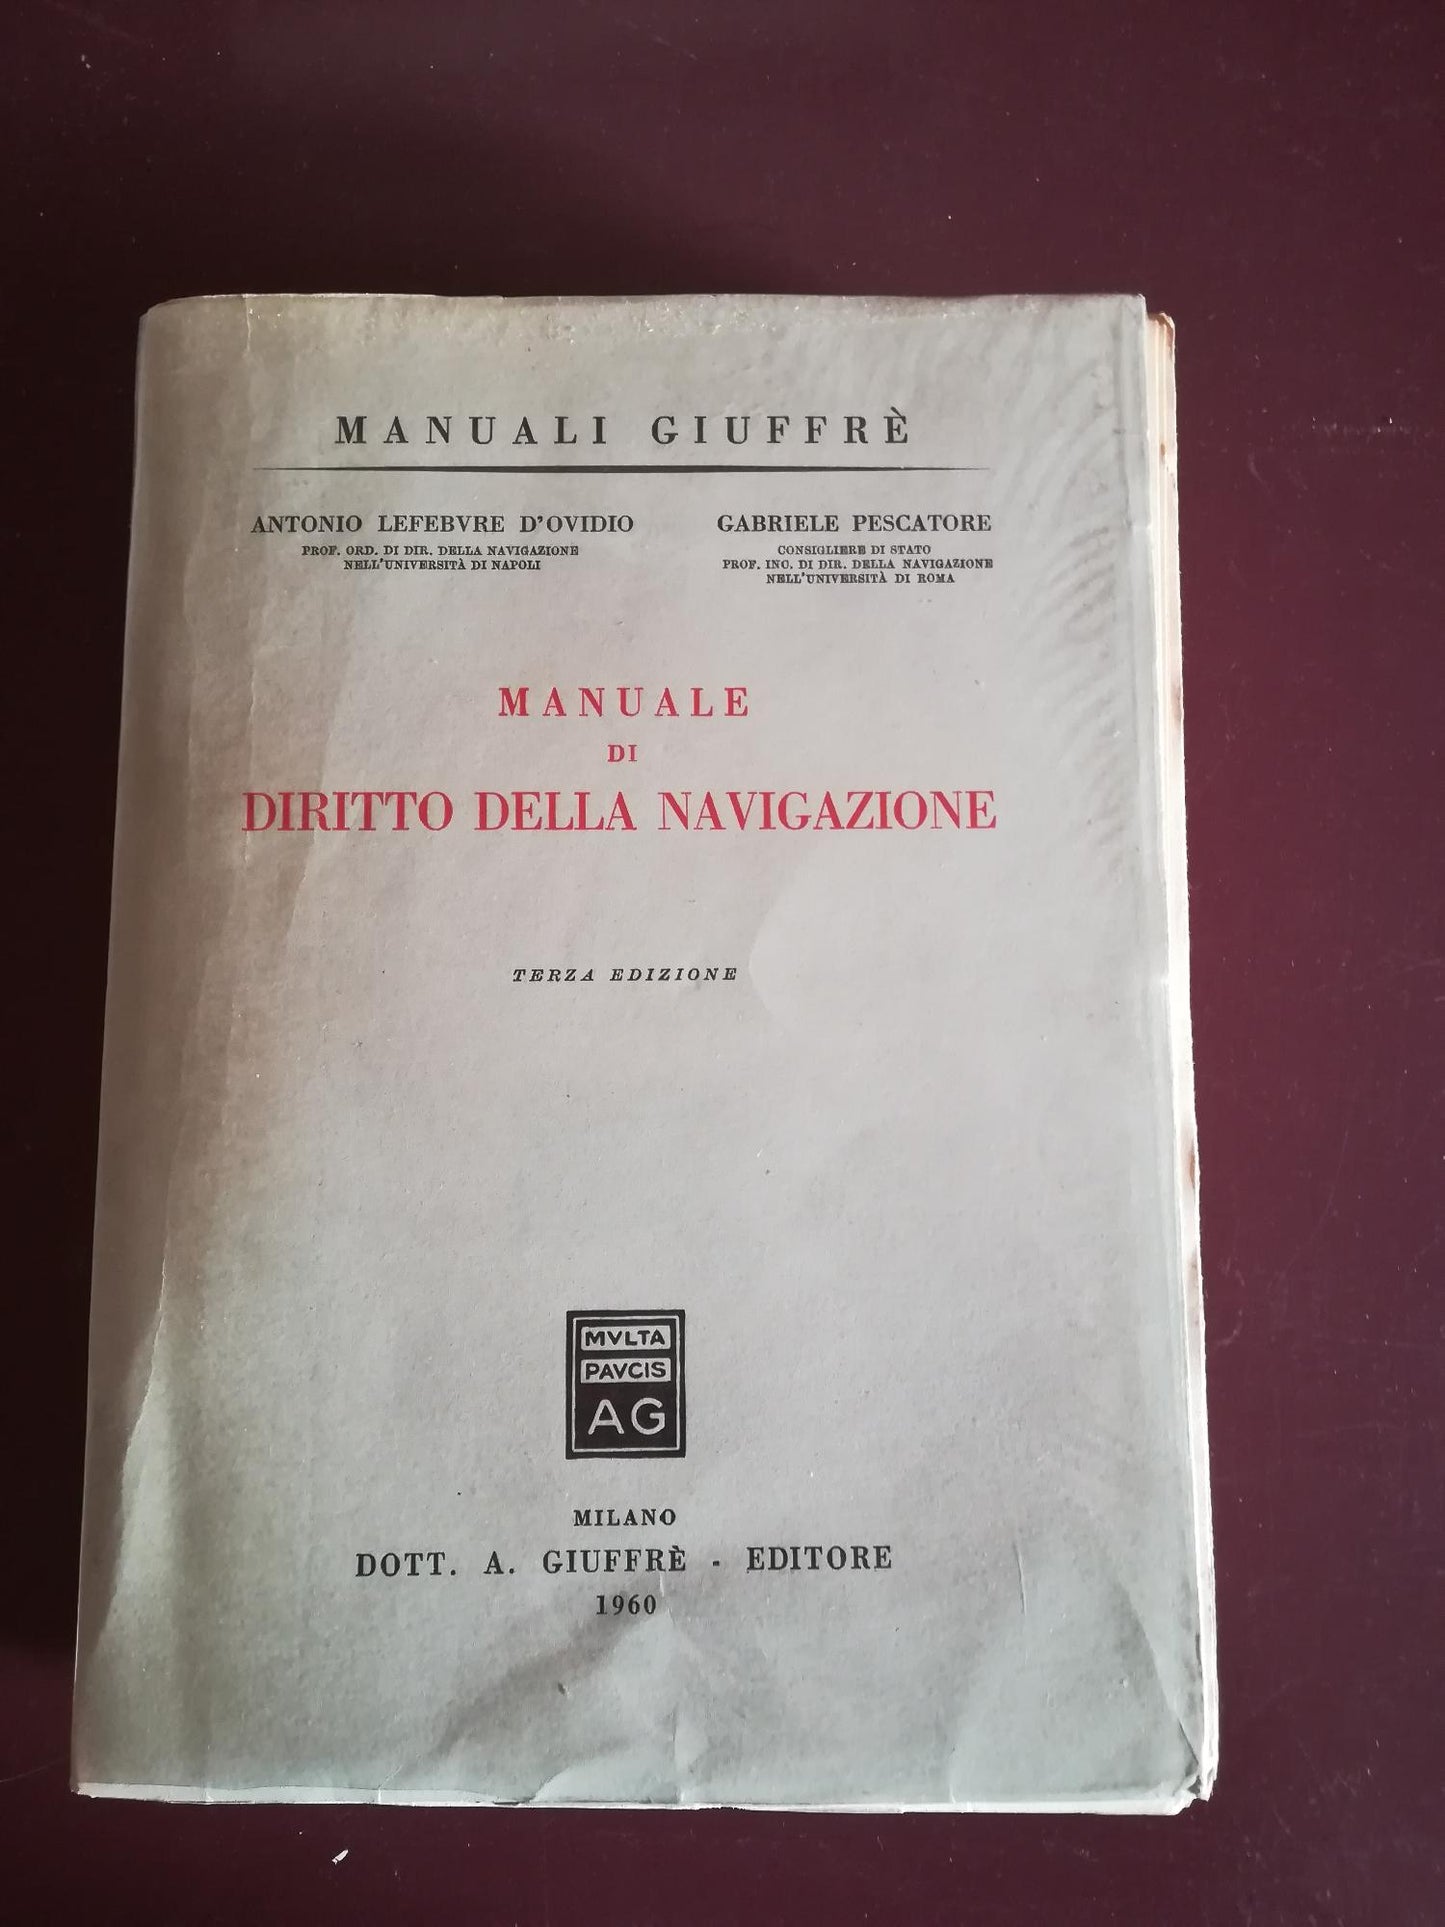 MANUALI GIUFFRÈ
ANTONIO LEFEBVRE D'OVIDIO
PROF. ORD. DI DIR. DELLA NAVIGAZIONE
NELL'UNIVERSITÀ DI NAPOLI
GABRIELE PESCATORE
CONSIGLIERE DI STATO
PROF. INC. DI DIR. DELLA NAVIGAZIONE
NELL'UNIVERSITÀ DI ROMA
MANUALE
DI
DIRITTO DELLA NAVIGAZIONE
TERZA EDIZIONE
MVLTA
PAVCIS
AG
MILANO
DOTT. A. GIUFFRÈ - EDITORE
1960